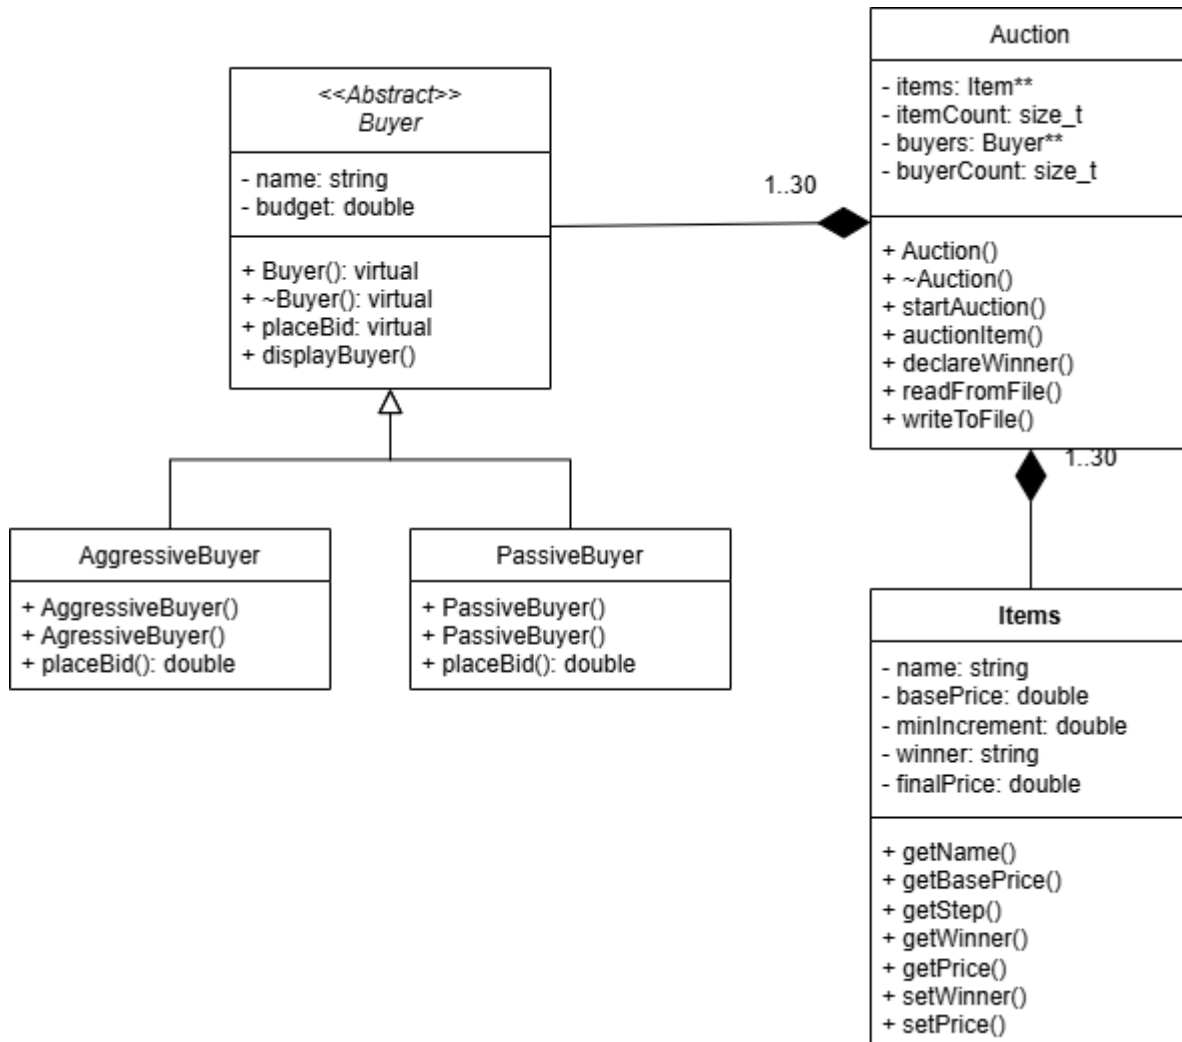 <<Abstract>>
Buyer
- name: string
- budget: double
+ Buyer(): virtual
+ ~Buyer(): virtual
+ placeBid: virtual
+ displayBuyer()
1..30
Auction
- items: Item**
- itemCount: size_t
- buyers: Buyer**
- buyerCount: size_t
+ Auction()
+ ~Auction()
+ startAuction()
+ auctionItem()
+ declareWinner()
+ readFromFile()
+ writeToFile()
1..30
AggressiveBuyer
+ AggressiveBuyer()
+ AgressiveBuyer()
+ placeBid(): double
PassiveBuyer
+ PassiveBuyer()
+ PassiveBuyer()
+ placeBid(): double
Items
- name: string
- basePrice: double
- minIncrement: double
- winner: string
- finalPrice: double
+ getName()
+ getBasePrice()
+ getStep()
+ getWinner()
+ getPrice()
+ setWinner()
+ setPrice()